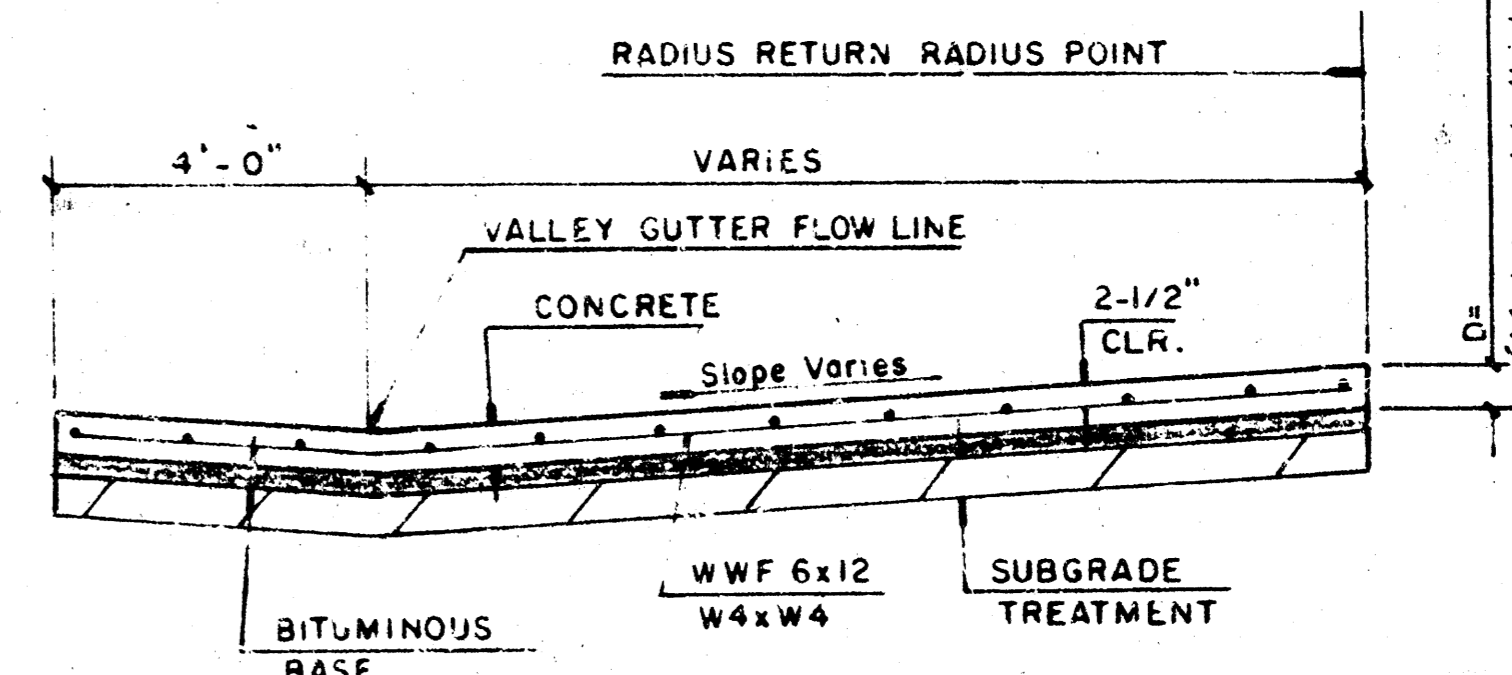 RADIUS RETURN RADIUS POINT
4'-0"
VARiES
VALLEY GUTTER FLOW LINE
CONCRETE
2-1/2"
CLR.
Slope Varies
WWF 6x12
W4xW4
SUBGRADE
TREATMENT
BITUMINOUS
BASE